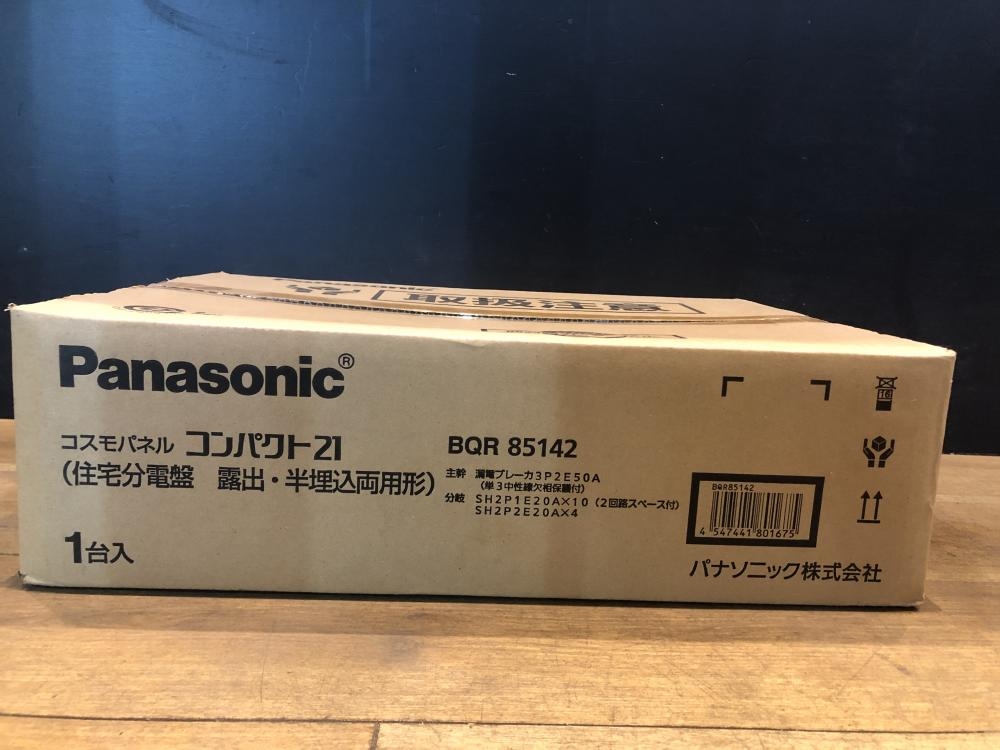 取扱注意
Panasonic®
コスモパネル コンパクト21
(住宅分電盤 露出・半埋込両用形)
1台入
BQR 85142
主幹 漏電ブレーカ3P2E50A
(単3中性線欠相保護付)
分岐 SH2P1E20A×10 (2回路スペース付)
SH2P2E20A×4
16
BQR85142
4 547441 801675
パナソニック株式会社